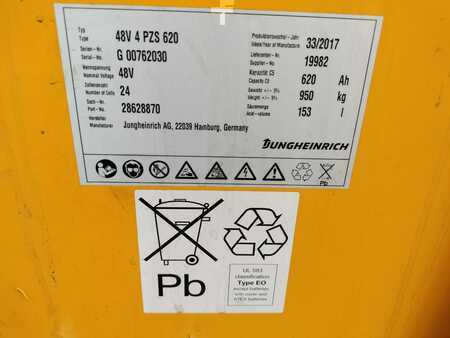 Typ
Type
48V 4 PZS 620
Produktionswoche/-Jahr
Week/Year of Manufacture
33/2017
Serien-Nr.
Serial-No.
G 00762030
Lieferanten-Nr.
Supplier-No.
19982
Nennspannung
Nominal Voltage
48V
Kapazität C5
Capacity C5
620 Ah
Zellenanzahl
Number of Cells
24
Gewicht +/- 5%
Weight +/- 5%
950 kg
Sach-Nr.
Part-No.
28628870
Säuremenge
Acid-volume
153 l
Hersteller
Manufacturer
Jungheinrich AG, 22039 Hamburg, Germany
JUNGHEINRICH
Pb
Pb
UL 583
classification
Type EO
except batteries
with cover and